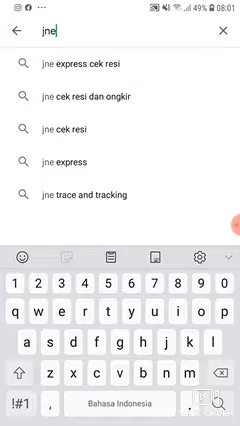 49% 08:01
jne
jne express cek resi
jne cek resi dan ongkir
jne cek resi
jne express
jne trace and tracking
1 2 3 4 5 6 7 8 9 0
q w e r t y u i o p
a s d f g h j k l
z x c v b n m
!#1 , Bahasa Indonesia .